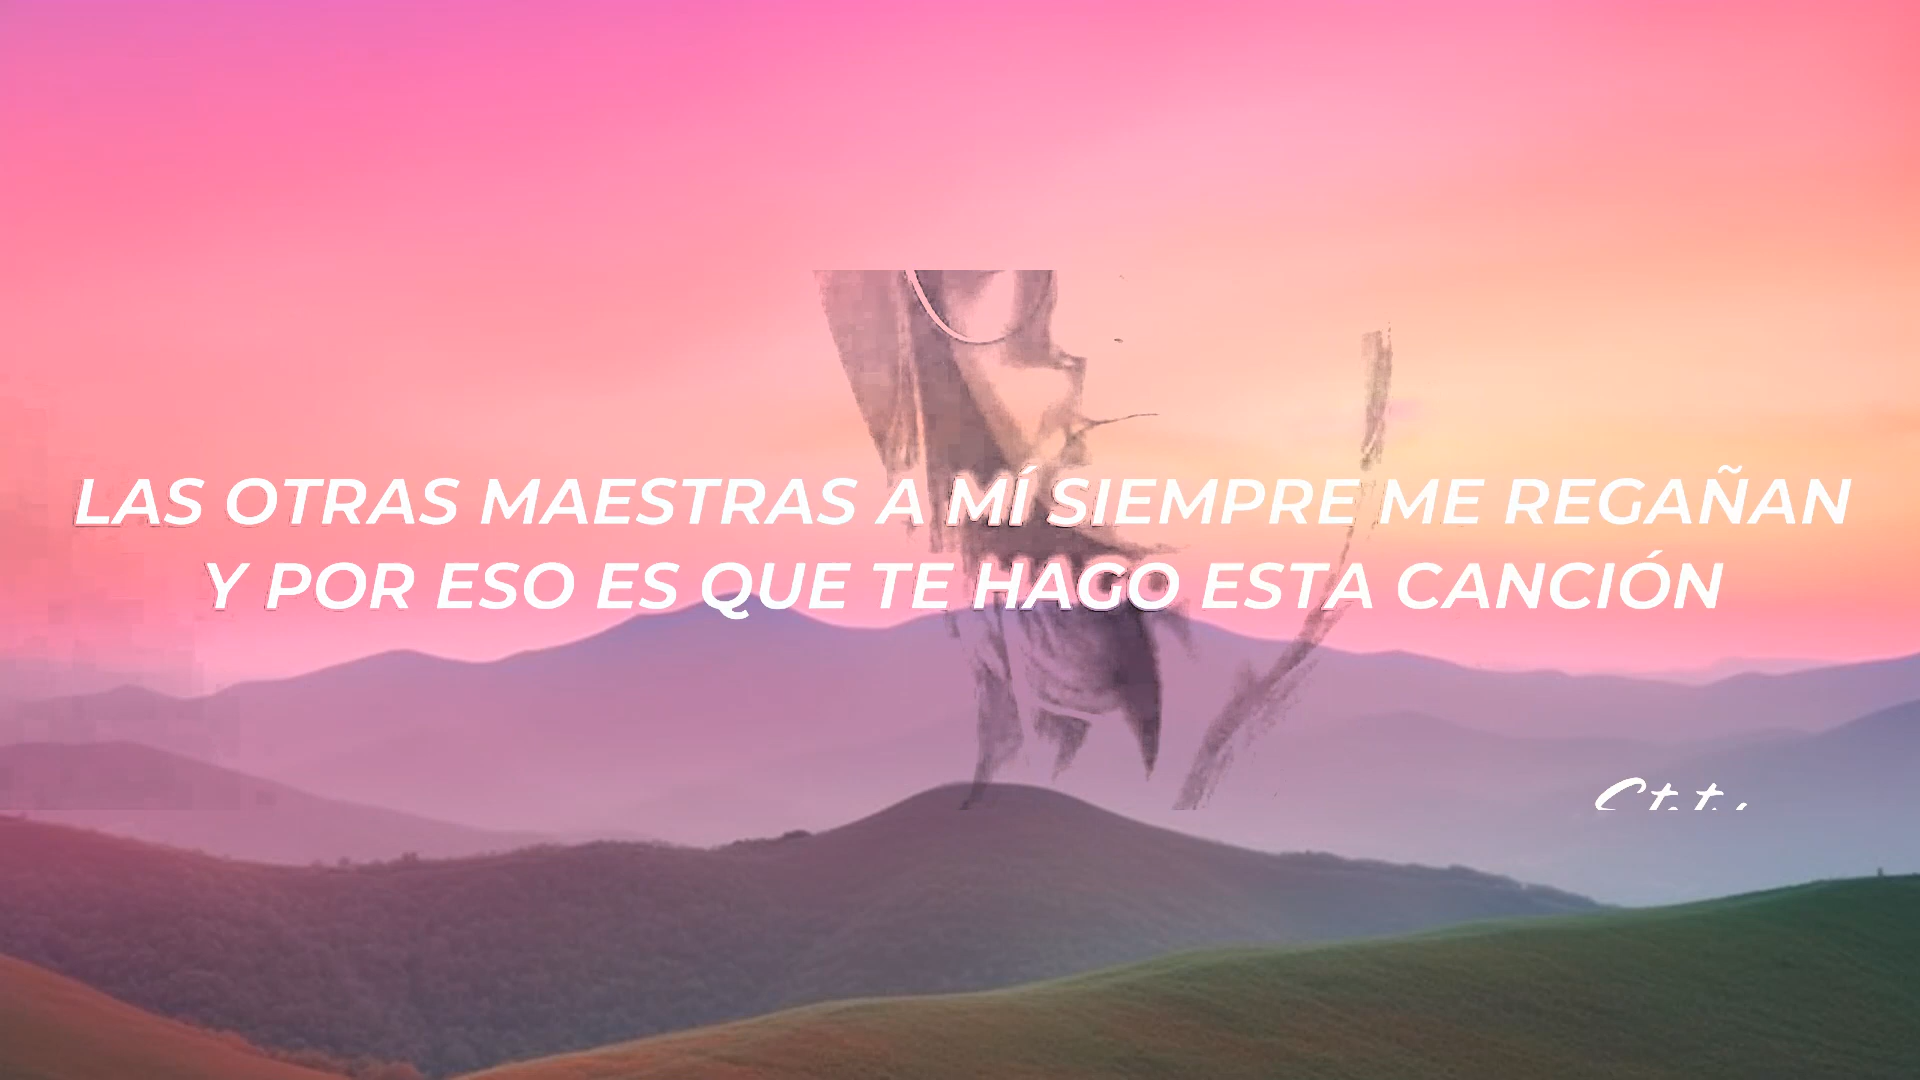 LAS OTRAS MAESTRAS A MÍ SIEMPRE ME REGAÑAN
Y POR ESO ES QUE TE HAGO ESTA CANCIÓN